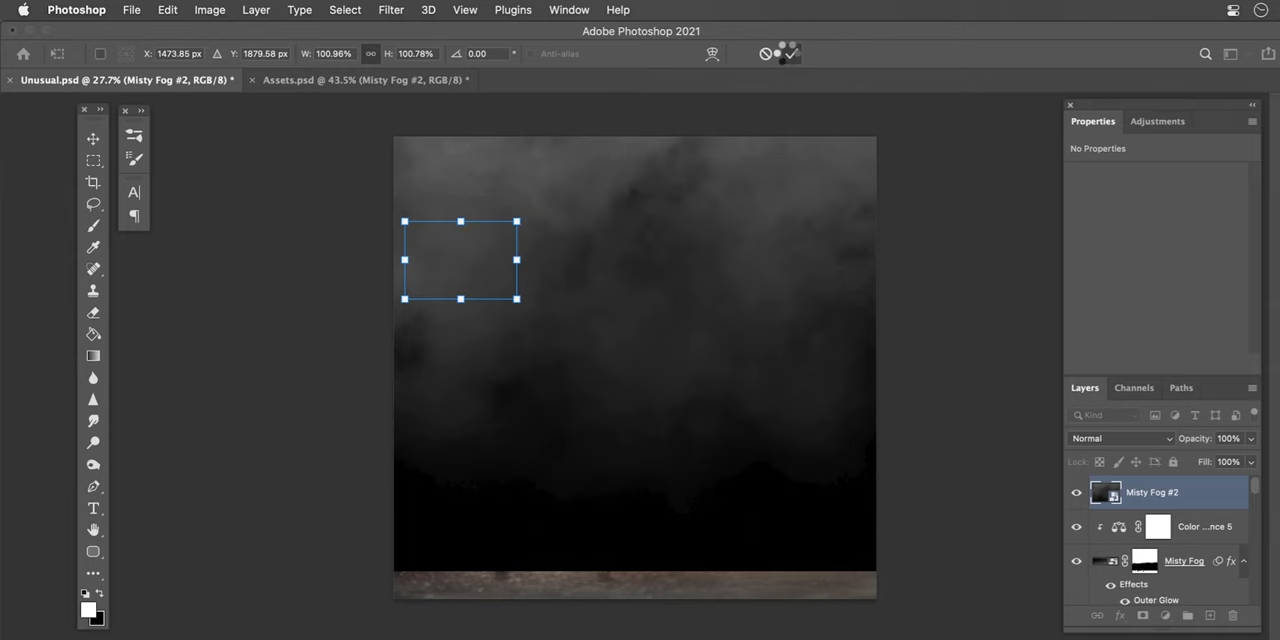 Photoshop File Edit Image Layer Type Select Filter 3D View Plugins Window Help
Adobe Photoshop 2021
X: 1473.85 px Y: 1879.58 px W: 100.96% H: 100.78% 0.00 ° Anti-alias
Unusual.psd @ 27.7% (Misty Fog #2, RGB/8) * Assets.psd @ 43.5% (Misty Fog #2, RGB/8) *
Properties Adjustments
No Properties
Layers Channels Paths
Kind
Normal Opacity: 100%
Lock: Fill: 100%
Misty Fog #2
Color ...nce 5
Misty Fog fx
Effects
Outer Glow
fx